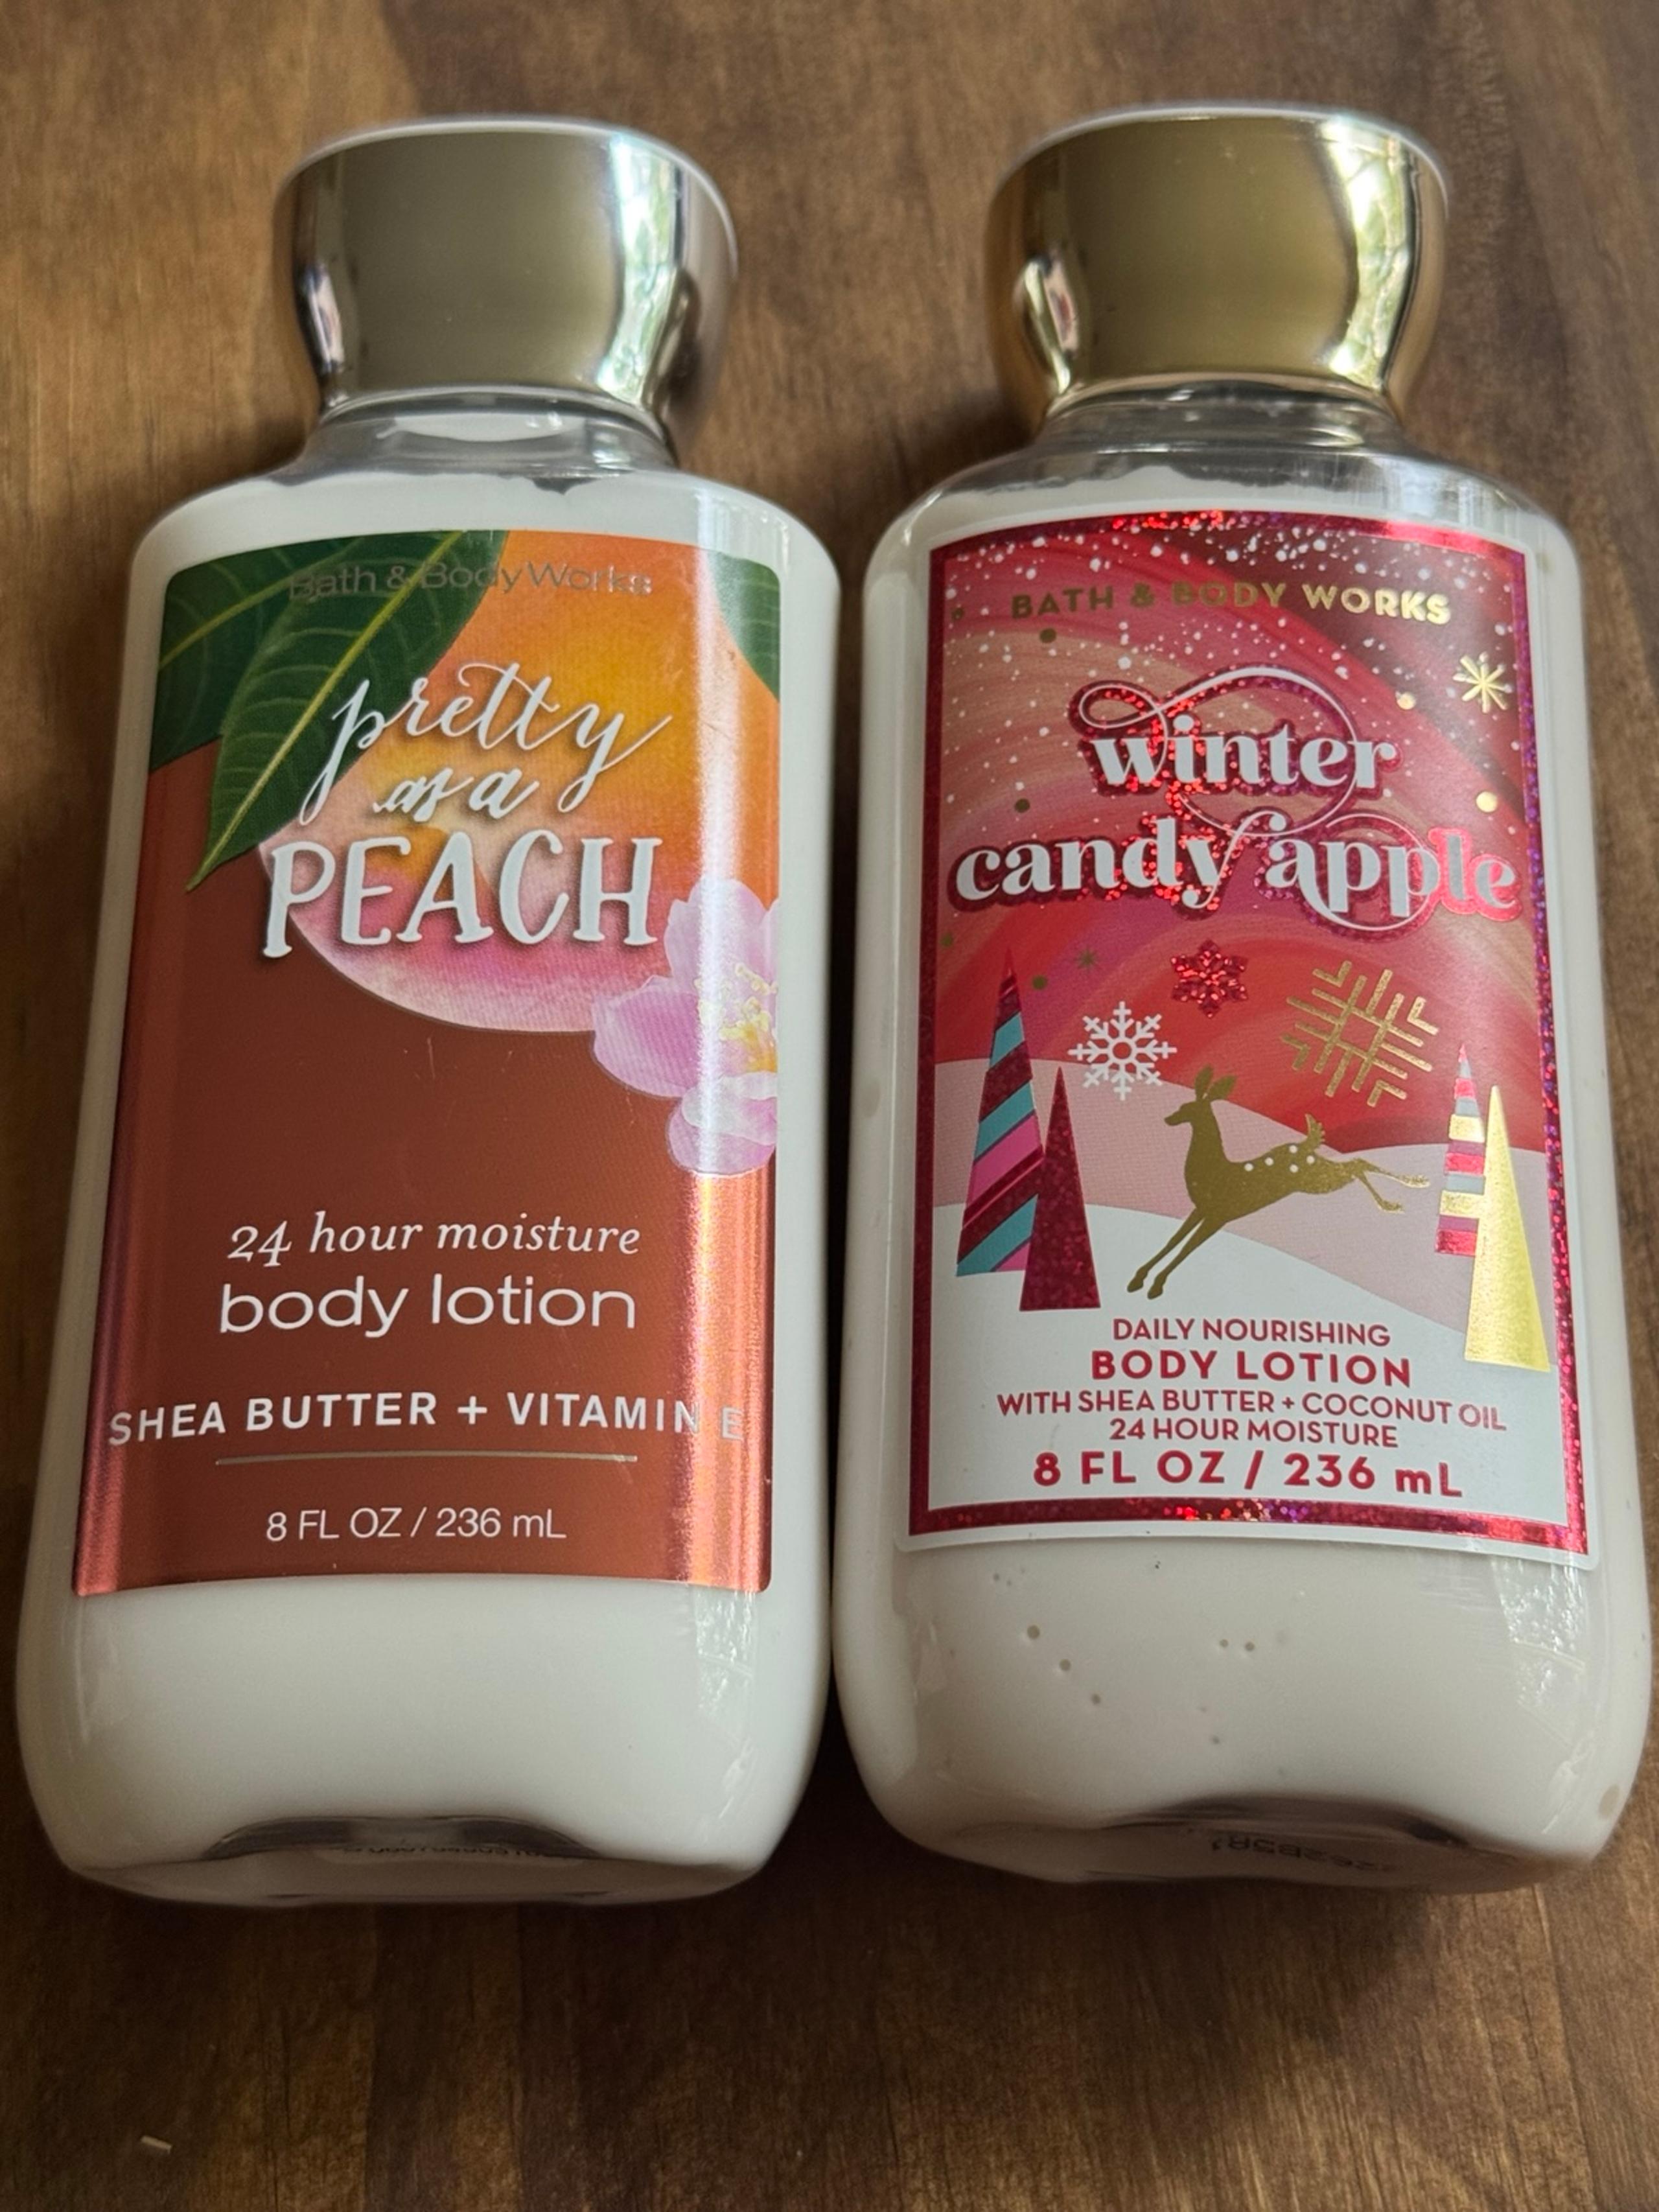 Bath & Body Works
pretty
as a
PEACH
24 hour moisture
body lotion
SHEA BUTTER + VITAMIN E
8 FL OZ / 236 mL
BATH & BODY WORKS
winter
candy apple
DAILY NOURISHING
BODY LOTION
WITH SHEA BUTTER + COCONUT OIL
24 HOUR MOISTURE
8 FL OZ / 236 mL